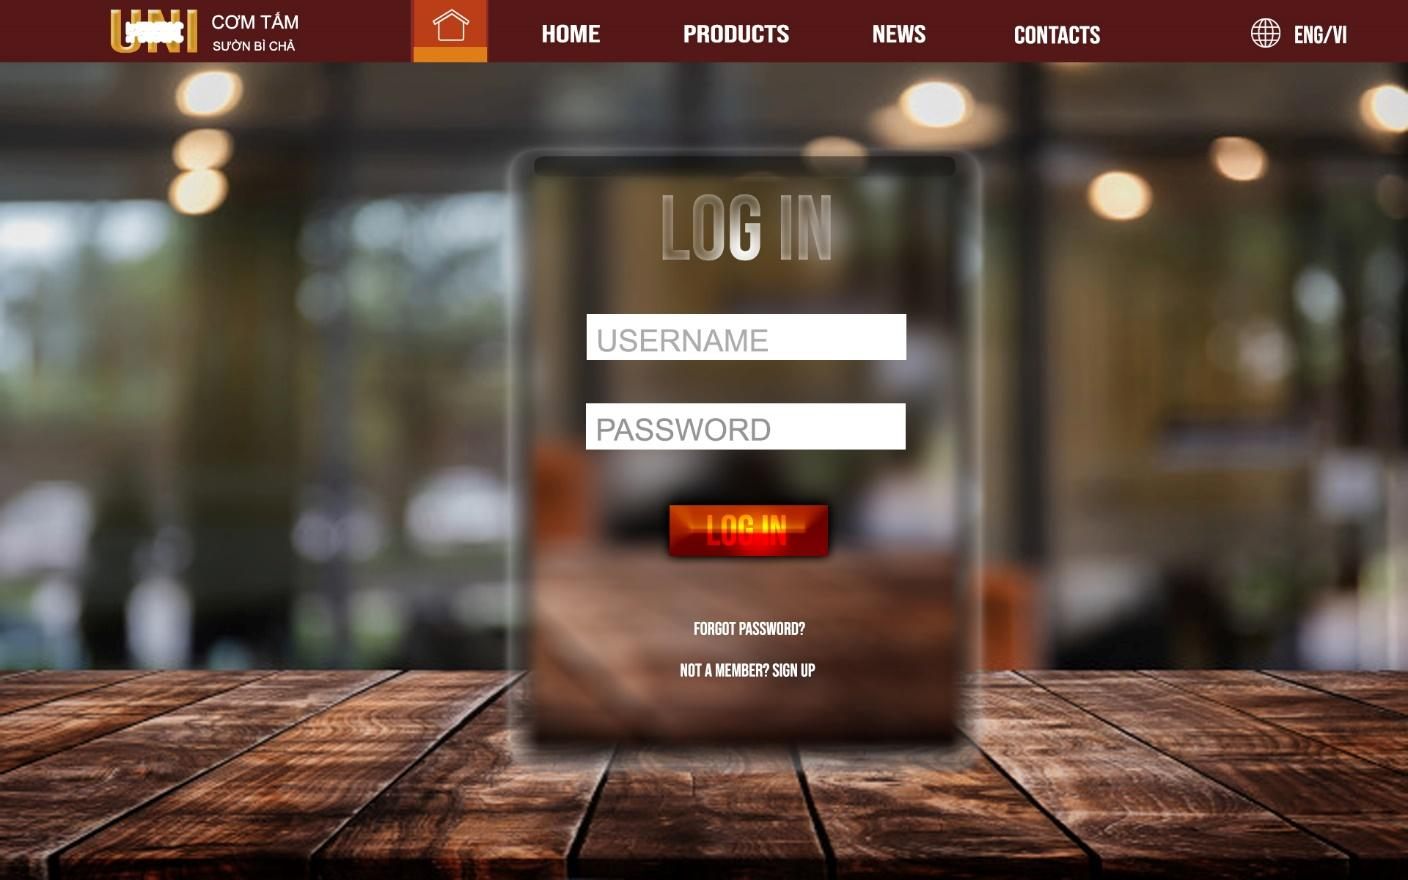 UNI
CƠM TẤM
SƯỜN BÌ CHẢ
HOME
PRODUCTS
NEWS
CONTACTS
ENG/VI
LOG IN
USERNAME
PASSWORD
LOG IN
FORGOT PASSWORD?
NOT A MEMBER? SIGN UP